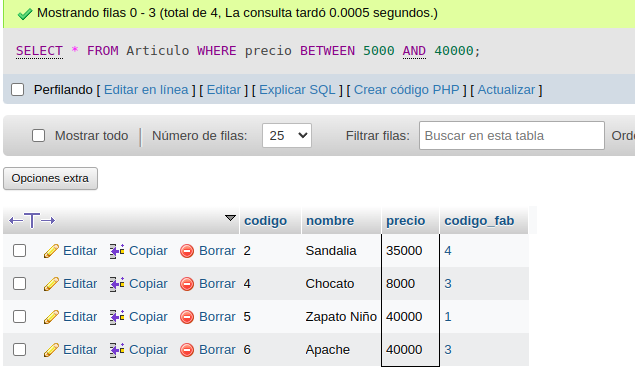 Mostrando filas 0 - 3 (total de 4, La consulta tardó 0.0005 segundos.)
SELECT * FROM Articulo WHERE precio BETWEEN 5000 AND 40000;
Perfilando [ Editar en línea ] [ Editar ] [ Explicar SQL ] [ Crear código PHP ] [ Actualizar ]
Mostrar todo Número de filas: 25 Filtrar filas: Buscar en esta tabla Orde
Opciones extra
codigo nombre precio codigo_fab
Editar Copiar Borrar 2 Sandalia 35000 4
Editar Copiar Borrar 4 Chocato 8000 3
Editar Copiar Borrar 5 Zapato Niño 40000 1
Editar Copiar Borrar 6 Apache 40000 3